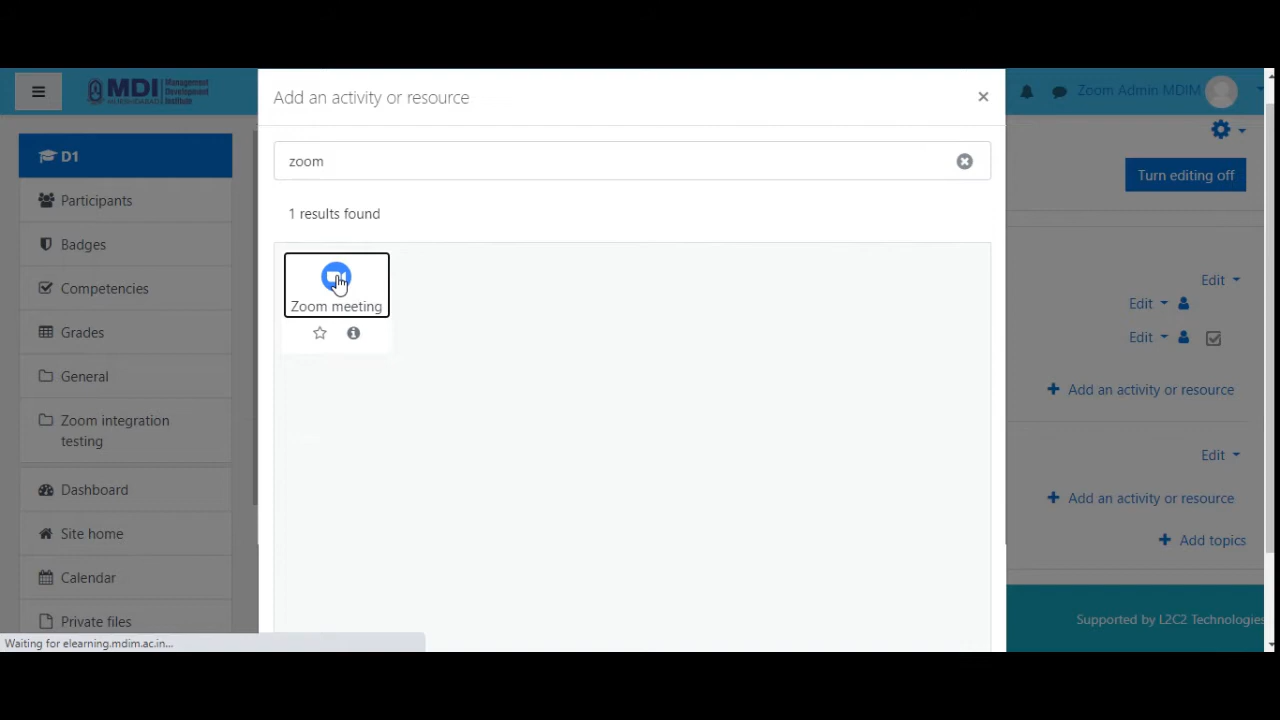 MDI Management Development Institute
MURSHIDABAD
Zoom Admin MDIM
D1
Participants
Badges
Competencies
Grades
General
Zoom integration
testing
Dashboard
Site home
Calendar
Private files
Waiting for elearning.mdim.ac.in...
Add an activity or resource
×
zoom
1 results found
Zoom meeting
Turn editing off
Edit
Edit
Edit
Add an activity or resource
Edit
Add an activity or resource
Add topics
Supported by L2C2 Technologies